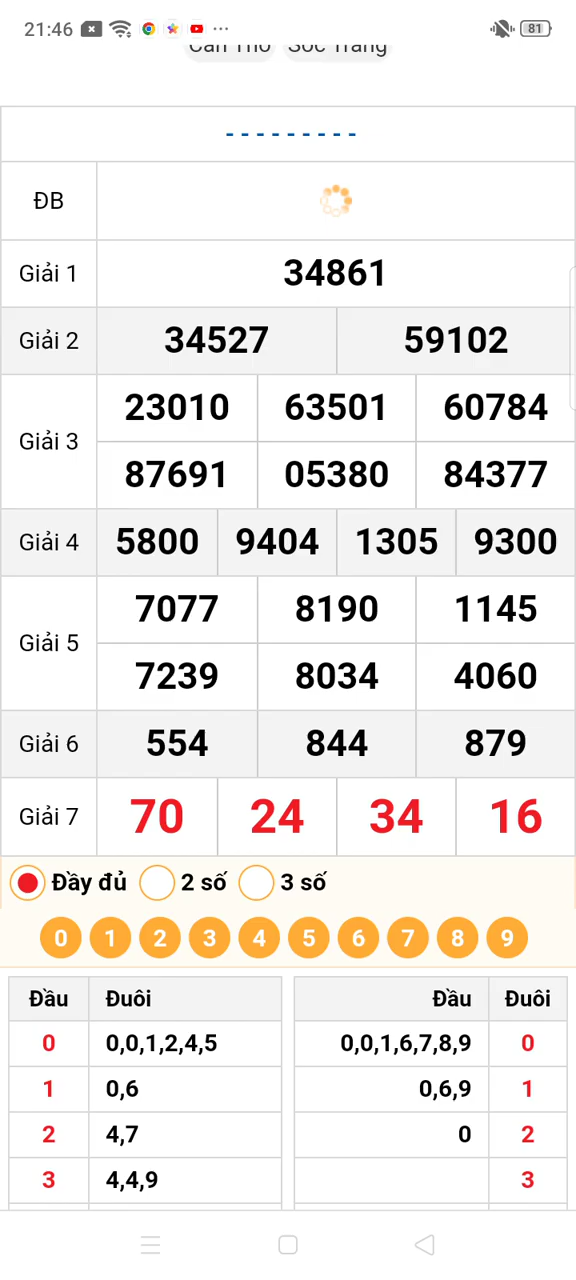 21:46 81
Cần Thơ Sóc Trăng
---------
ĐB
Giải 1 34861
Giải 2 34527 59102
Giải 3 23010 63501 60784
87691 05380 84377
Giải 4 5800 9404 1305 9300
Giải 5 7077 8190 1145
7239 8034 4060
Giải 6 554 844 879
Giải 7 70 24 34 16
Đầy đủ 2 số 3 số
0 1 2 3 4 5 6 7 8 9
Đầu Đuôi Đầu Đuôi
0 0,0,1,2,4,5 0,0,1,6,7,8,9 0
1 0,6 0,6,9 1
2 4,7 0 2
3 4,4,9 3